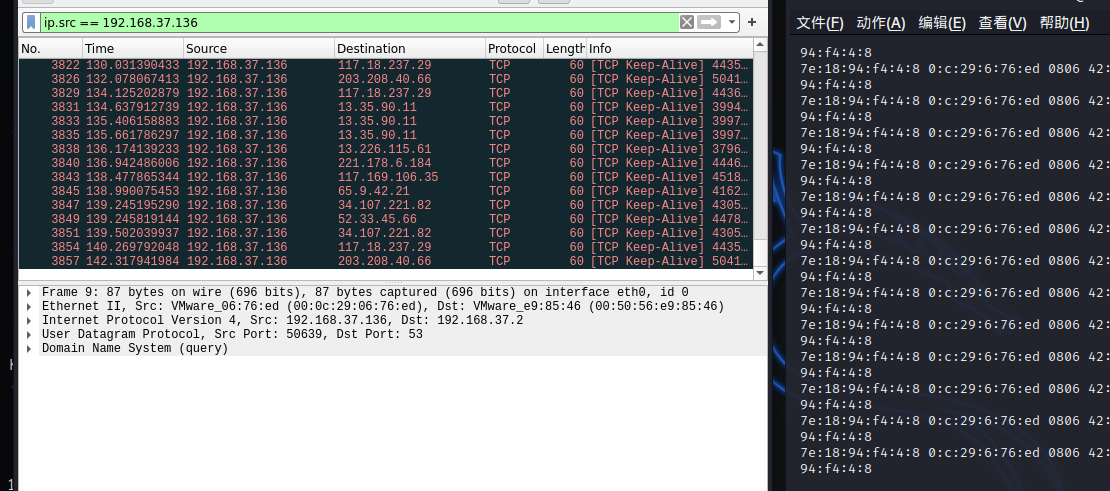 ip.src == 192.168.37.136
No. Time Source Destination Protocol Length Info
3822 130.031390433 192.168.37.136 117.18.237.29 TCP 60 [TCP Keep-Alive] 4435…
3826 132.078067413 192.168.37.136 203.208.40.66 TCP 60 [TCP Keep-Alive] 5041…
3829 134.125202879 192.168.37.136 117.18.237.29 TCP 60 [TCP Keep-Alive] 4436…
3831 134.637912739 192.168.37.136 13.35.90.11 TCP 60 [TCP Keep-Alive] 3994…
3833 135.406158883 192.168.37.136 13.35.90.11 TCP 60 [TCP Keep-Alive] 3997…
3835 135.661786297 192.168.37.136 13.35.90.11 TCP 60 [TCP Keep-Alive] 3997…
3838 136.174139233 192.168.37.136 13.226.115.61 TCP 60 [TCP Keep-Alive] 3796…
3840 136.942486006 192.168.37.136 221.178.6.184 TCP 60 [TCP Keep-Alive] 4446…
3843 138.477865344 192.168.37.136 117.169.106.35 TCP 60 [TCP Keep-Alive] 4518…
3845 138.990075453 192.168.37.136 65.9.42.21 TCP 60 [TCP Keep-Alive] 4162…
3847 139.245195290 192.168.37.136 34.107.221.82 TCP 60 [TCP Keep-Alive] 4305…
3849 139.245819144 192.168.37.136 52.33.45.66 TCP 60 [TCP Keep-Alive] 4478…
3851 139.502039937 192.168.37.136 34.107.221.82 TCP 60 [TCP Keep-Alive] 4305…
3854 140.269792048 192.168.37.136 117.18.237.29 TCP 60 [TCP Keep-Alive] 4435…
3857 142.317941984 192.168.37.136 203.208.40.66 TCP 60 [TCP Keep-Alive] 5041…
Frame 9: 87 bytes on wire (696 bits), 87 bytes captured (696 bits) on interface eth0, id 0
Ethernet II, Src: VMware_06:76:ed (00:0c:29:06:76:ed), Dst: VMware_e9:85:46 (00:50:56:e9:85:46)
Internet Protocol Version 4, Src: 192.168.37.136, Dst: 192.168.37.2
User Datagram Protocol, Src Port: 50639, Dst Port: 53
Domain Name System (query)
文件(F) 动作(A) 编辑(E) 查看(V) 帮助(H)
94:f4:4:8
7e:18:94:f4:4:8 0:c:29:6:76:ed 0806 42:
94:f4:4:8
7e:18:94:f4:4:8 0:c:29:6:76:ed 0806 42:
94:f4:4:8
7e:18:94:f4:4:8 0:c:29:6:76:ed 0806 42:
94:f4:4:8
7e:18:94:f4:4:8 0:c:29:6:76:ed 0806 42:
94:f4:4:8
7e:18:94:f4:4:8 0:c:29:6:76:ed 0806 42:
94:f4:4:8
7e:18:94:f4:4:8 0:c:29:6:76:ed 0806 42:
94:f4:4:8
7e:18:94:f4:4:8 0:c:29:6:76:ed 0806 42:
94:f4:4:8
7e:18:94:f4:4:8 0:c:29:6:76:ed 0806 42:
94:f4:4:8
7e:18:94:f4:4:8 0:c:29:6:76:ed 0806 42:
94:f4:4:8
7e:18:94:f4:4:8 0:c:29:6:76:ed 0806 42:
94:f4:4:8
7e:18:94:f4:4:8 0:c:29:6:76:ed 0806 42:
94:f4:4:8
7e:18:94:f4:4:8 0:c:29:6:76:ed 0806 42:
94:f4:4:8
7e:18:94:f4:4:8 0:c:29:6:76:ed 0806 42:
94:f4:4:8